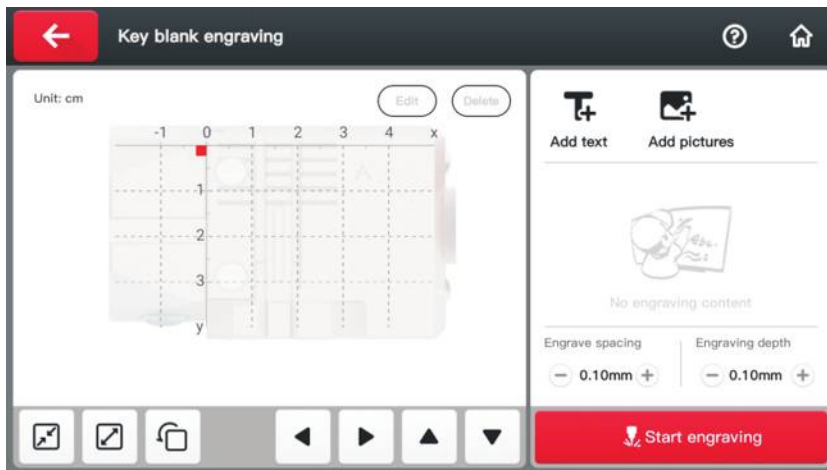 Key blank engraving
Unit: cm
Edit
Delete
-1 0 1 2 3 4 x
1
2
3
y
Add text
Add pictures
No engraving content
Engrave spacing
Engraving depth
0.10mm
0.10mm
Start engraving